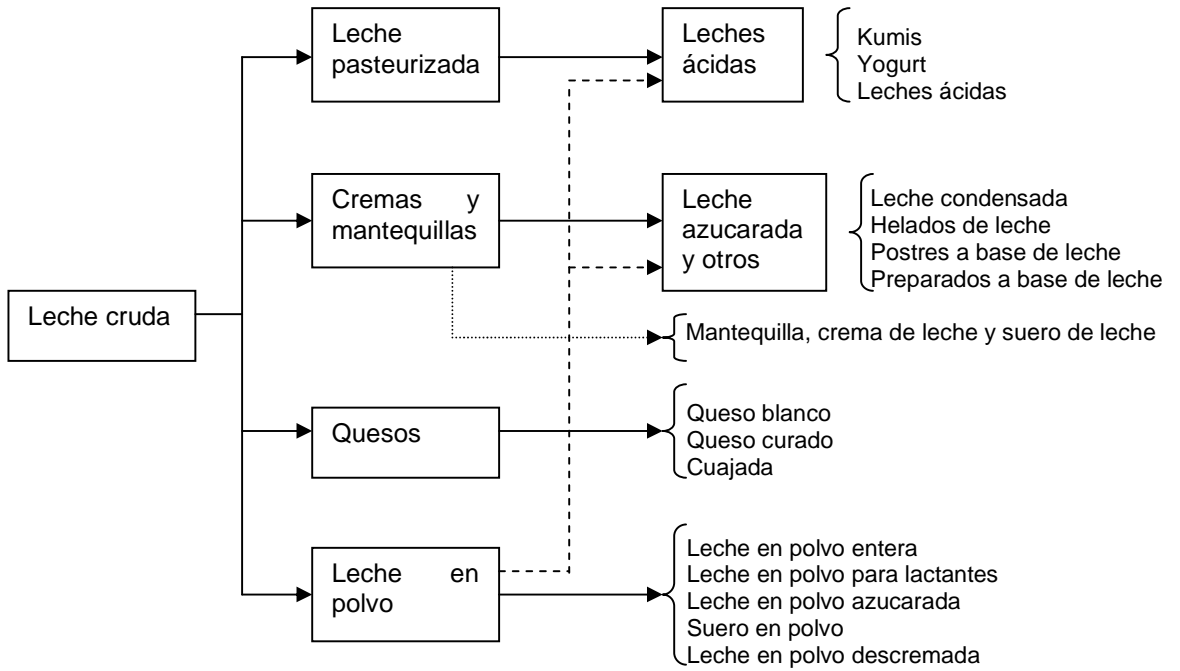 Leche
pasteurizada
Leches
ácidas
Kumis
Yogurt
Leches ácidas
Cremas y
mantequillas
Leche
azucarada
y otros
Leche condensada
Helados de leche
Postres a base de leche
Preparados a base de leche
Leche cruda
Mantequilla, crema de leche y suero de leche
Quesos
Queso blanco
Queso curado
Cuajada
Leche en
polvo
Leche en polvo entera
Leche en polvo para lactantes
Leche en polvo azucarada
Suero en polvo
Leche en polvo descremada